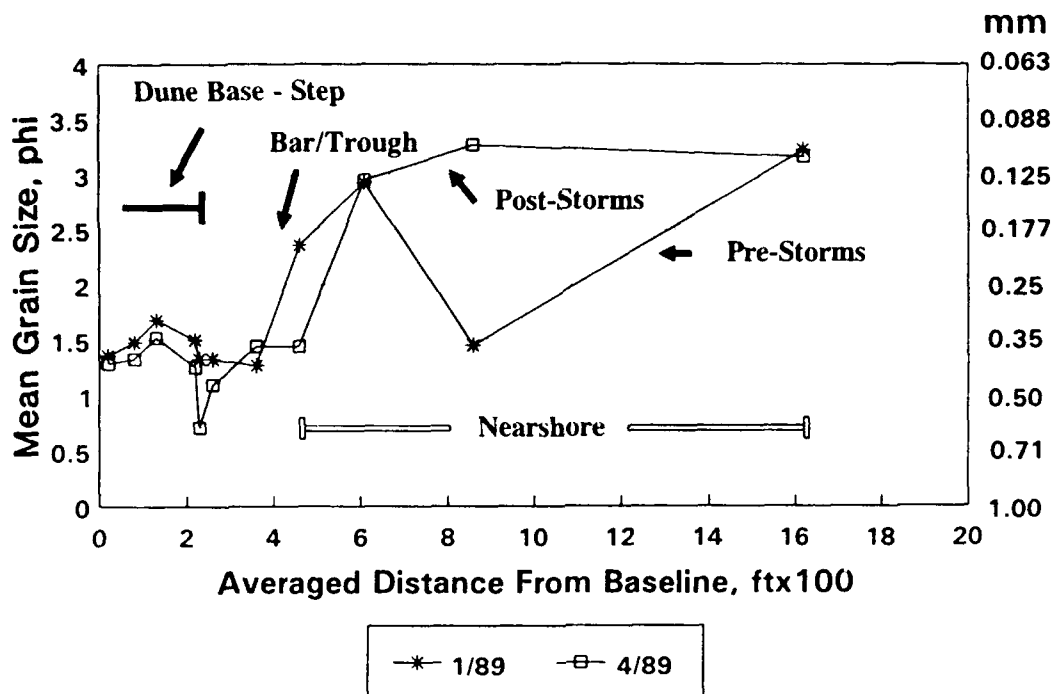 mm
4
0.063
Dune Base - Step
3.5
0.088
Bar/Trough
3
0.125
Post-Storms
2.5
0.177
Pre-Storms
2
0.25
1.5
0.35
1
0.50
Nearshore
0.5
0.71
0
1.00
Mean Grain Size, phi
0 2 4 6 8 10 12 14 16 18 20
Averaged Distance From Baseline, ftx100
1/89 4/89